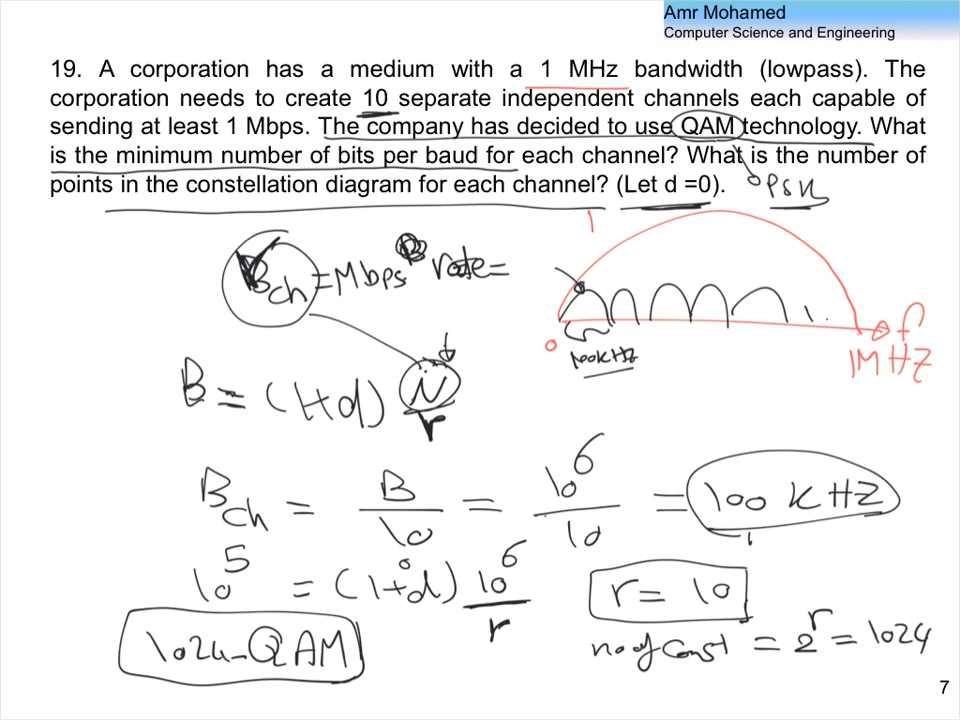 Amr Mohamed
Computer Science and Engineering
19. A corporation has a medium with a 1 MHz bandwidth (lowpass). The
corporation needs to create 10 separate independent channels each capable of
sending at least 1 Mbps. The company has decided to use QAM technology. What
is the minimum number of bits per baud for each channel? What is the number of
points in the constellation diagram for each channel? (Let d =0).
PSK
1
Bch = Mbps B rate =
0
100KHz
f
1MHZ
B = (1+d) N/r
Bch = B/10 = 10^6/10 = 100 KHZ
10^5 = (1+d) 10^6/r
0
r = 10
1024-QAM
no of Const = 2^r = 1024
7